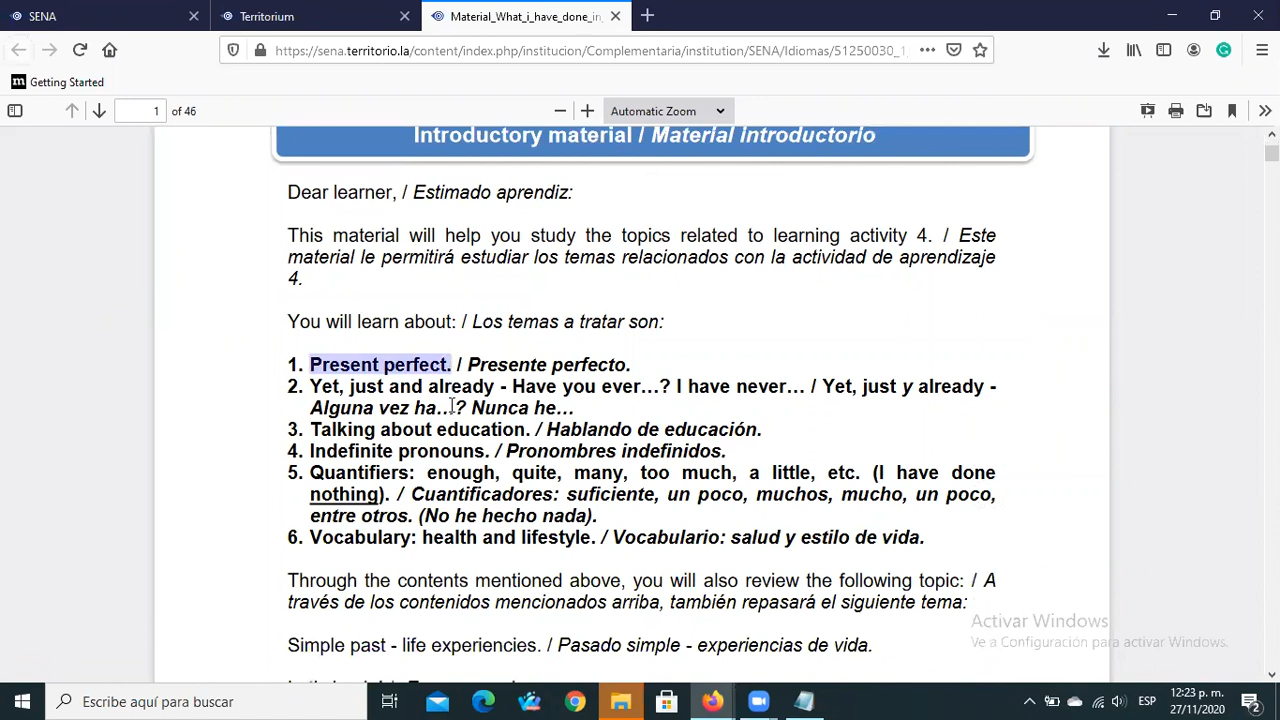 SENA
Territorium
Material_What_i_have_done_in_
https://sena.territorio.la/content/index.php/institucion/Complementaria/institution/SENA/Idiomas/51250030_1_
Getting Started
1 of 46
Automatic Zoom
Introductory material / Material introductorio
Dear learner, / Estimado aprendiz:
This material will help you study the topics related to learning activity 4. / Este
material le permitirá estudiar los temas relacionados con la actividad de aprendizaje
4.
You will learn about: / Los temas a tratar son:
1. Present perfect. / Presente perfecto.
2. Yet, just and already - Have you ever…? I have never… / Yet, just y already -
Alguna vez ha…? Nunca he…
3. Talking about education. / Hablando de educación.
4. Indefinite pronouns. / Pronombres indefinidos.
5. Quantifiers: enough, quite, many, too much, a little, etc. (I have done
nothing). / Cuantificadores: suficiente, un poco, muchos, mucho, un poco,
entre otros. (No he hecho nada).
6. Vocabulary: health and lifestyle. / Vocabulario: salud y estilo de vida.
Through the contents mentioned above, you will also review the following topic: / A
través de los contenidos mencionados arriba, también repasará el siguiente tema:
Simple past - life experiencies. / Pasado simple - experiencias de vida.
Activar Windows
Ve a Configuración para activar Windows.
Escribe aquí para buscar
ESP
12:23 p. m.
27/11/2020
2